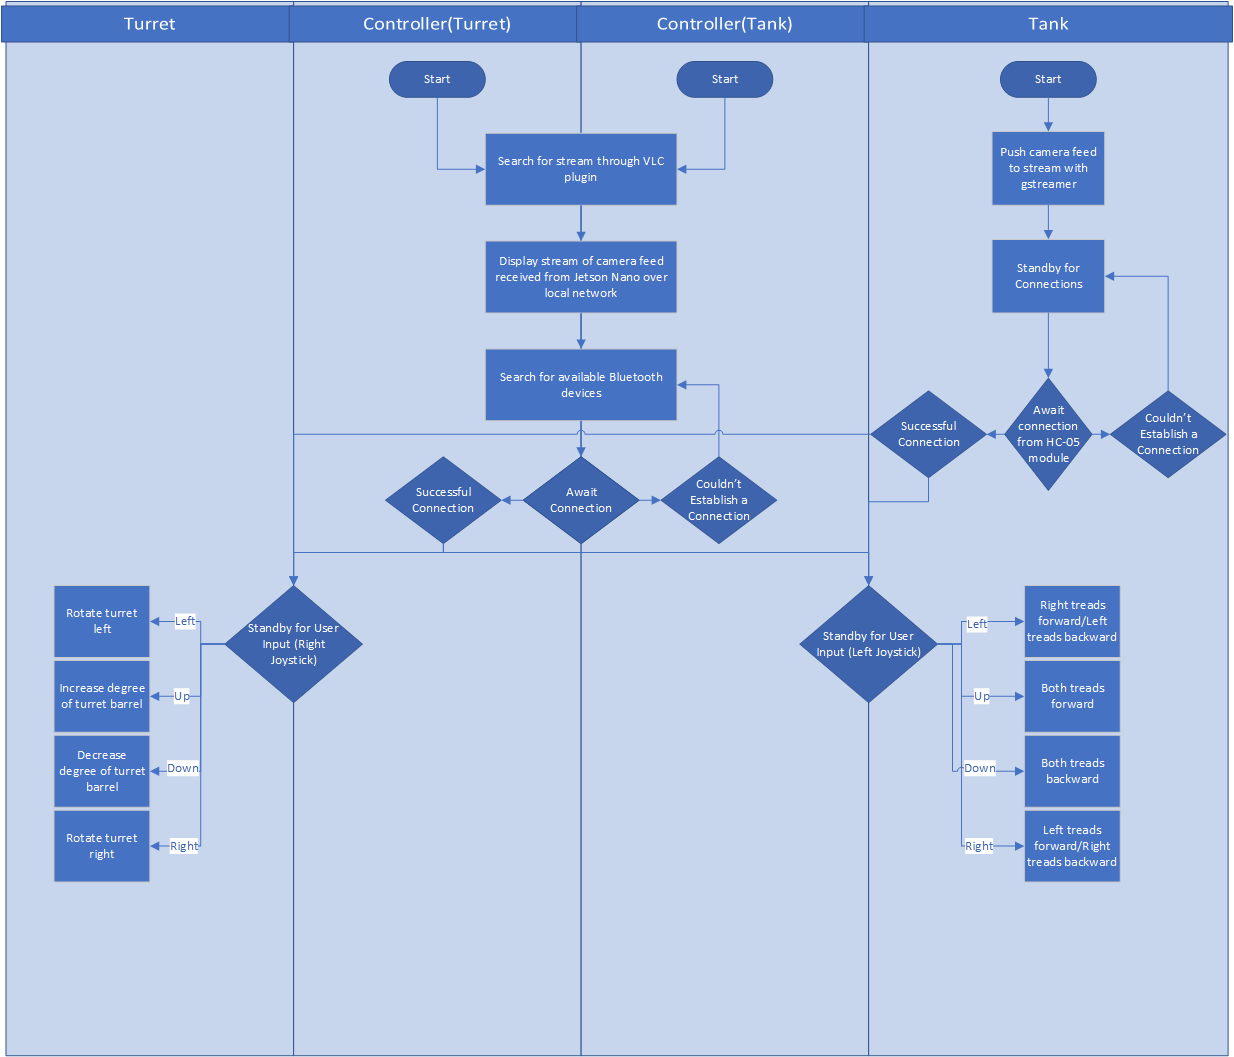 Turret
Controller(Turret)
Controller(Tank)
Tank
Start
Start
Start
Search for stream through VLC
plugin
Push camera feed
to stream with
gstreamer
Display stream of camera feed
received from Jetson Nano over
local network
Standby for
Connections
Search for available Bluetooth
devices
Successful
Connection
Await
connection
from HC-05
module
Couldn't
Establish a
Connection
Successful
Connection
Await
Connection
Couldn't
Establish a
Connection
Rotate turret
left
Left
Standby for User
Input (Right
Joystick)
Standby for User
Input (Left Joystick)
Left
Right treads
forward/Left
treads backward
Increase degree
of turret barrel
Up
Up
Both treads
forward
Decrease
degree of turret
barrel
Down
Down
Both treads
backward
Rotate turret
right
Right
Right
Left treads
forward/Right
treads backward